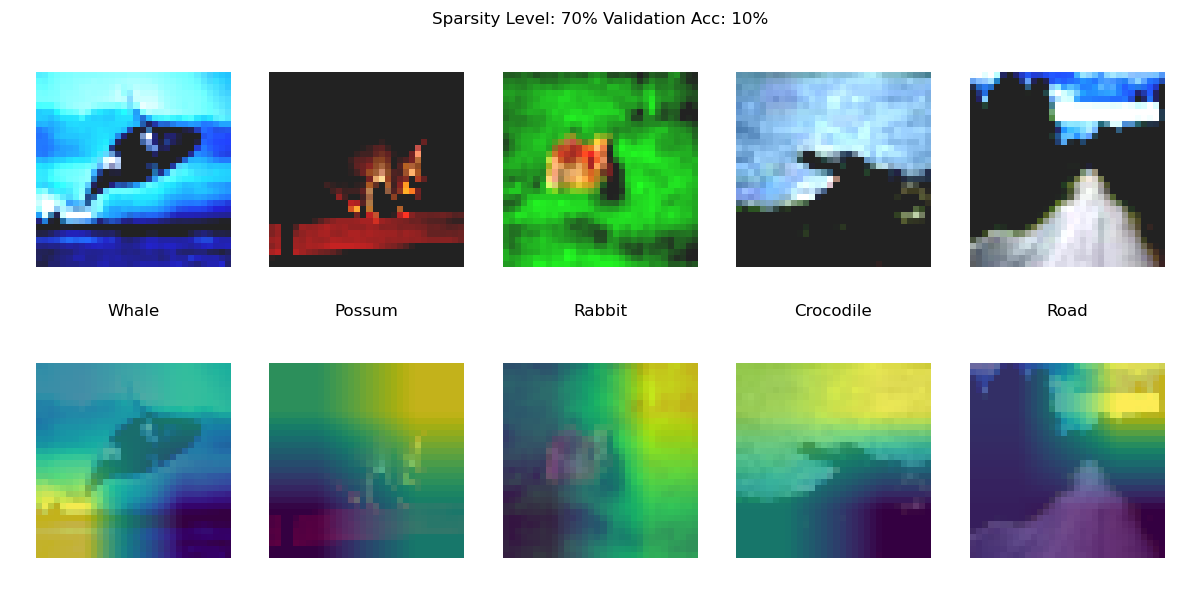 Sparsity Level: 70% Validation Acc: 10%
Whale
Possum
Rabbit
Crocodile
Road